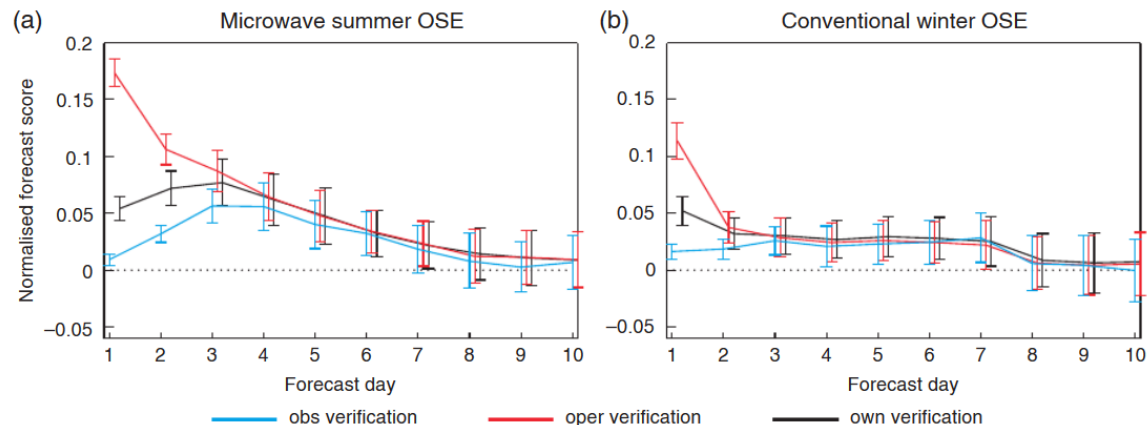 (a) Microwave summer OSE
Normalised forecast score
0.2
0.15
0.1
0.05
0
−0.05
1 2 3 4 5 6 7 8 9 10
Forecast day
(b) Conventional winter OSE
0.2
0.15
0.1
0.05
0
−0.05
1 2 3 4 5 6 7 8 9 10
Forecast day
obs verification oper verification own verification